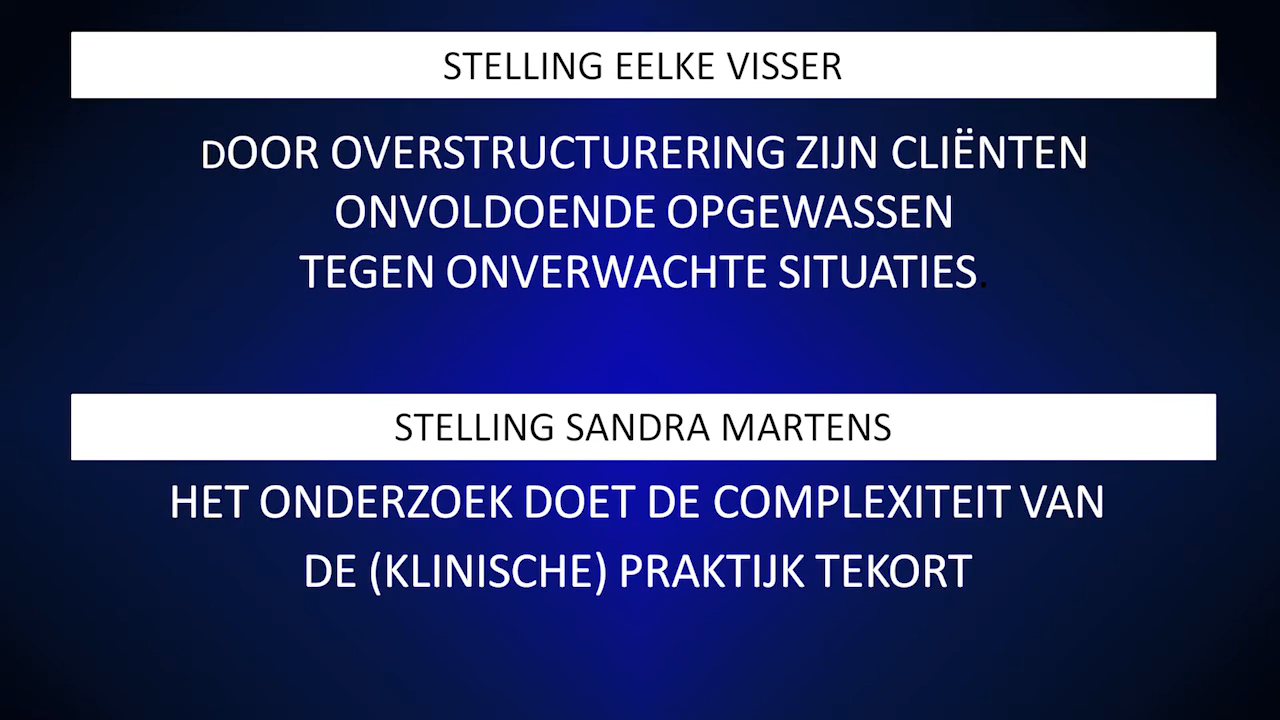 STELLING EELKE VISSER
DOOR OVERSTRUCTURERING ZIJN CLIËNTEN
ONVOLDOENDE OPGEWASSEN
TEGEN ONVERWACHTE SITUATIES.
STELLING SANDRA MARTENS
HET ONDERZOEK DOET DE COMPLEXITEIT VAN
DE (KLINISCHE) PRAKTIJK TEKORT